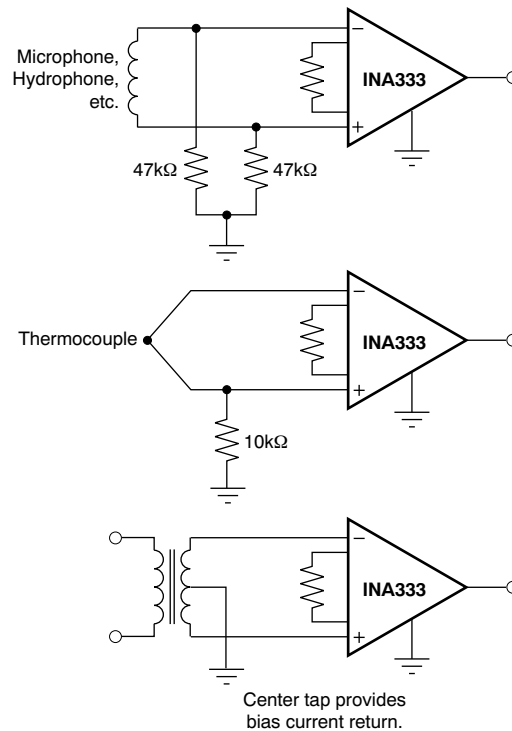 Microphone,
Hydrophone,
etc.
−
INA333
+
47kΩ
47kΩ
Thermocouple
−
INA333
+
10kΩ
−
INA333
+
Center tap provides
bias current return.